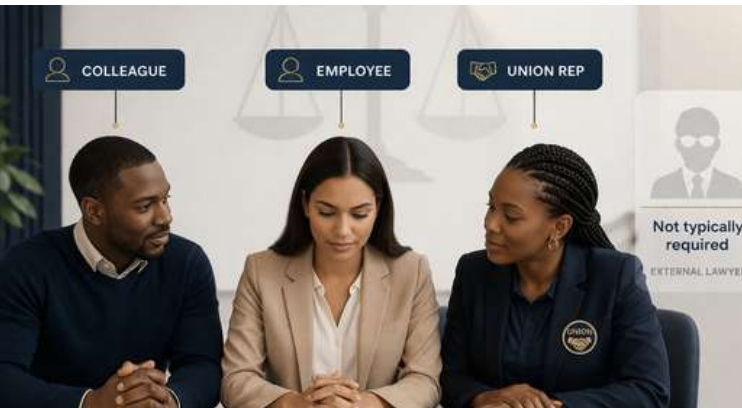 COLLEAGUE
EMPLOYEE
UNION REP
Not typically
required
EXTERNAL LAWYE
UNION